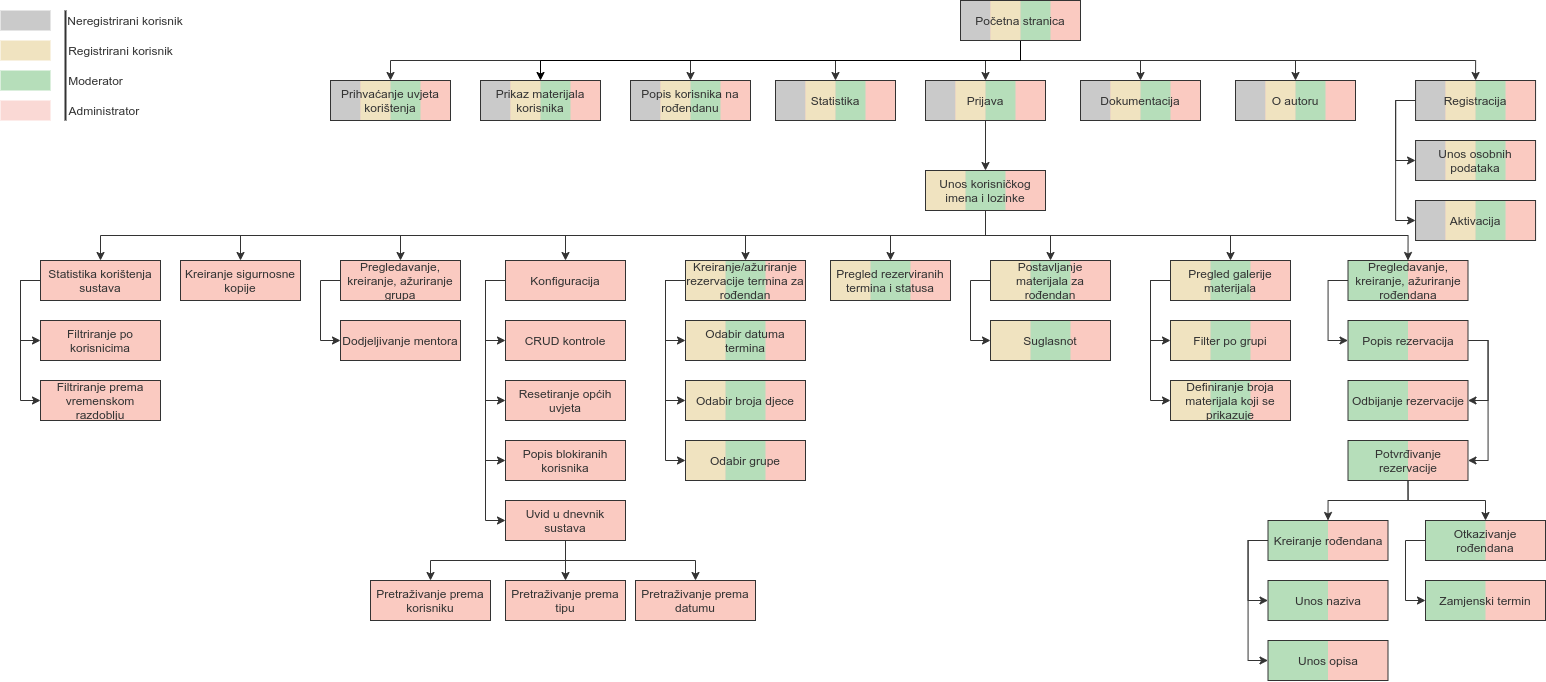 Neregistrirani korisnik
Registrirani korisnik
Moderator
Administrator
Početna stranica
Prihvaćanje uvjeta
korištenja
Prikaz materijala
korisnika
Popis korisnika na
rođendanu
Statistika
Prijava
Dokumentacija
O autoru
Registracija
Unos osobnih
podataka
Aktivacija
Unos korisničkog
imena i lozinke
Statistika korištenja
sustava
Filtriranje po
korisnicima
Filtriranje prema
vremenskom
razdoblju
Kreiranje sigurnosne
kopije
Pregledavanje,
kreiranje, ažuriranje
grupa
Dodjeljivanje mentora
Konfiguracija
CRUD kontrole
Resetiranje općih
uvjeta
Popis blokiranih
korisnika
Uvid u dnevnik
sustava
Pretraživanje prema
korisniku
Pretraživanje prema
tipu
Pretraživanje prema
datumu
Kreiranje/ažuriranje
rezervacije termina za
rođendan
Odabir datuma
termina
Odabir broja djece
Odabir grupe
Pregled rezerviranih
termina i statusa
Postavljanje
materijala za
rođendan
Suglasnot
Pregled galerije
materijala
Filter po grupi
Definiranje broja
materijala koji se
prikazuje
Pregledavanje,
kreiranje, ažuriranje
rođendana
Popis rezervacija
Odbijanje rezervacije
Potvrđivanje
rezervacije
Kreiranje rođendana
Unos naziva
Unos opisa
Otkazivanje
rođendana
Zamjenski termin